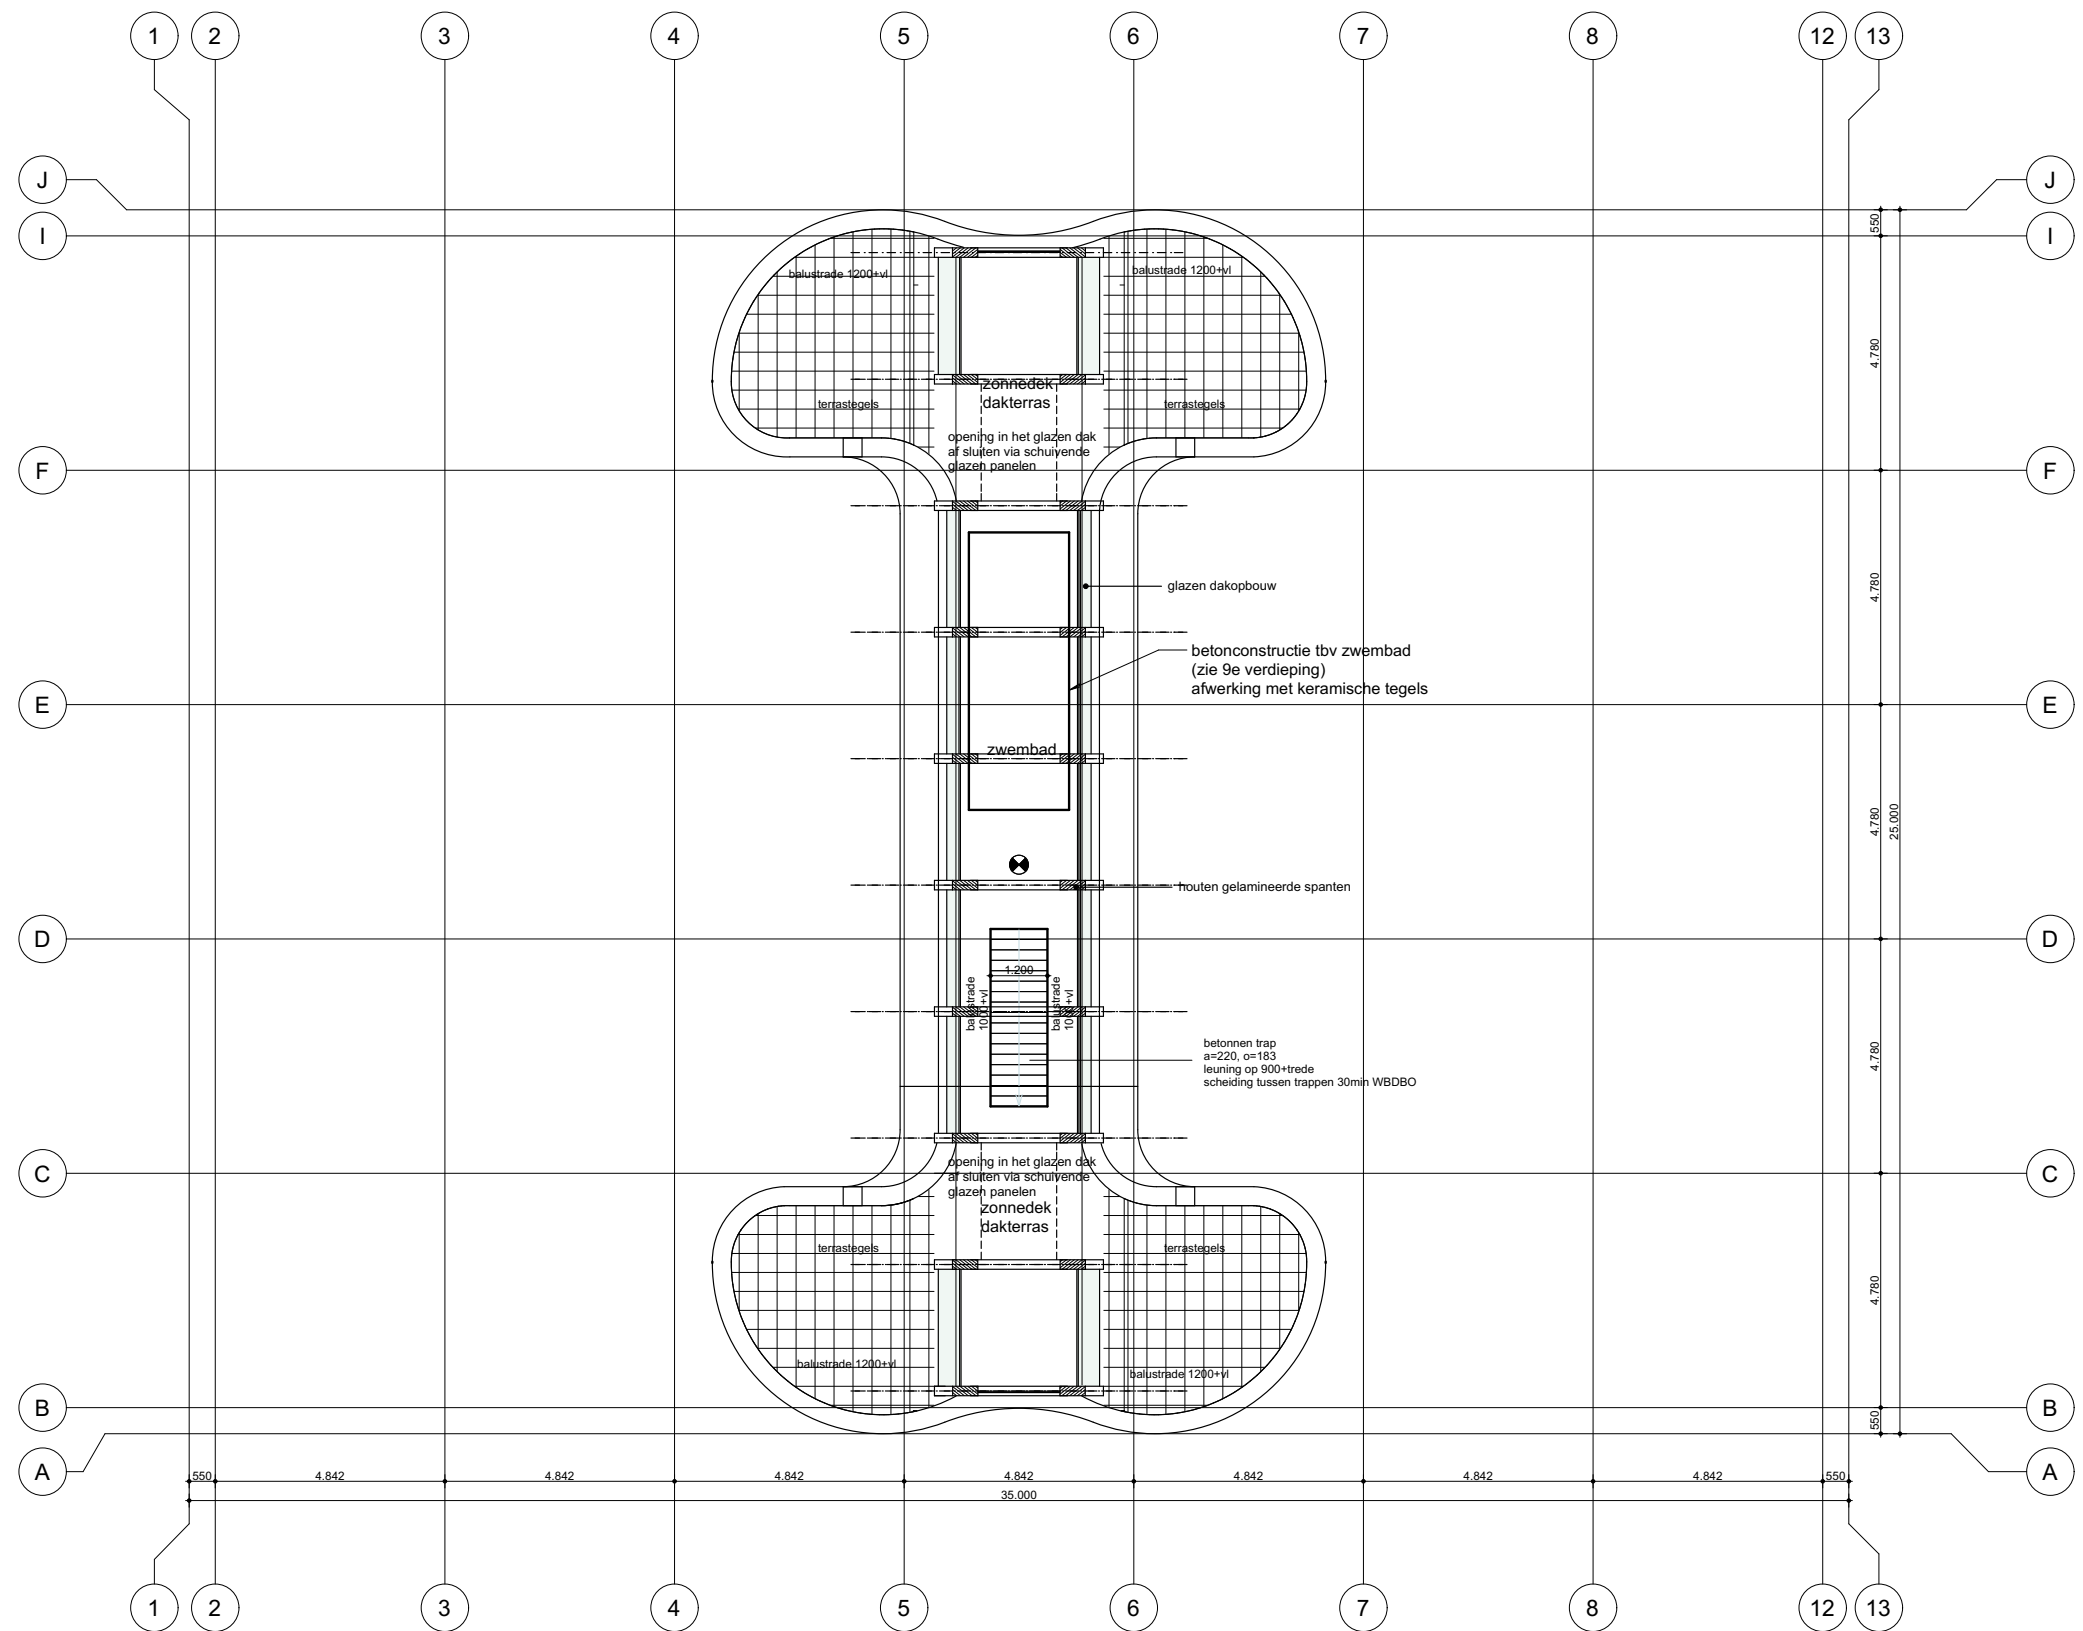 1 2 3 4 5 6 7 8 12 13
J J
550
I I
balustrade 1200+vl balustrade 1200+vl
4.780
zonnedek
dakterras
terrastegels terrastegels
opening in het glazen dak
af sluiten via schuivende
glazen panelen
F F
glazen dakopbouw
4.780
betonconstructie tbv zwembad
(zie 9e verdieping)
afwerking met keramische tegels
E E
zwembad
4.780
25.000
houten gelamineerde spanten
D D
1.200
balustrade
1000+vl
balustrade
1000+vl
betonnen trap
a=220, o=183
leuning op 900+trede
scheiding tussen trappen 30min WBDBO
4.780
opening in het glazen dak
af sluiten via schuivende
glazen panelen
C C
zonnedek
dakterras
terrastegels terrastegels
4.780
balustrade 1200+vl balustrade 1200+vl
B B
550
A A
550 4.842 4.842 4.842 4.842 4.842 4.842 4.842 550
35.000
1 2 3 4 5 6 7 8 12 13